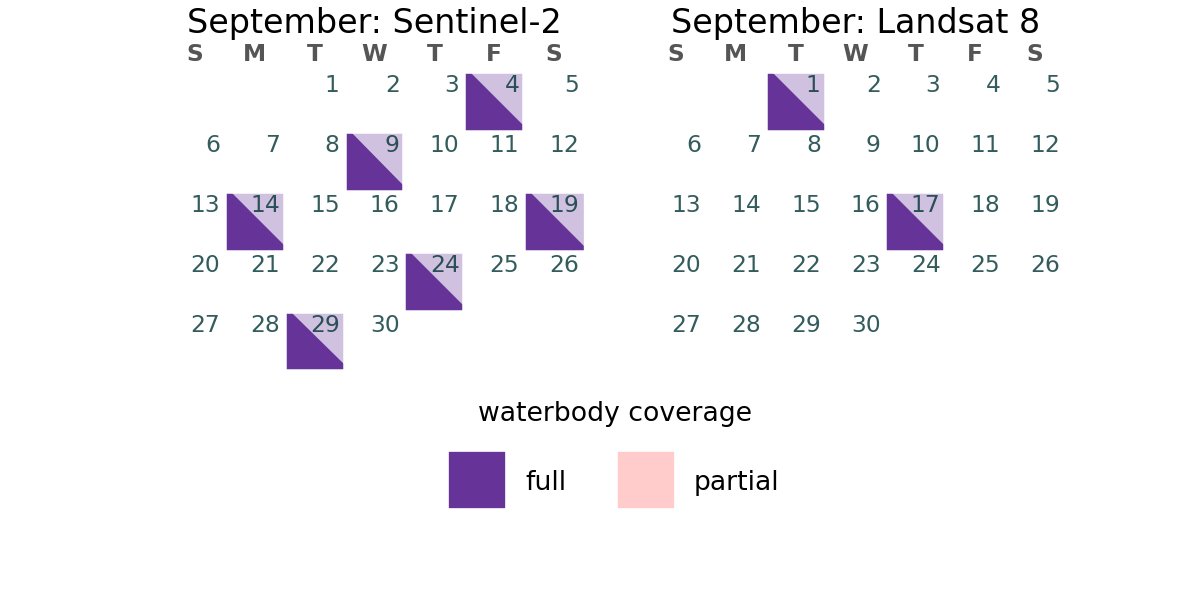 September: Sentinel-2
S M T W T F S
1 2 3 4 5
6 7 8 9 10 11 12
13 14 15 16 17 18 19
20 21 22 23 24 25 26
27 28 29 30
September: Landsat 8
S M T W T F S
1 2 3 4 5
6 7 8 9 10 11 12
13 14 15 16 17 18 19
20 21 22 23 24 25 26
27 28 29 30
waterbody coverage
full partial